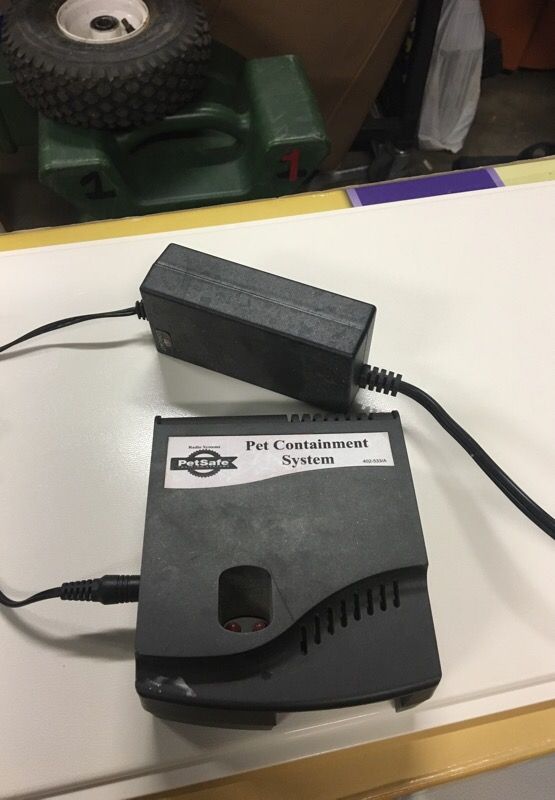 1
1
Radio Systems
PetSafe
Pet Containment
System
402-533/A